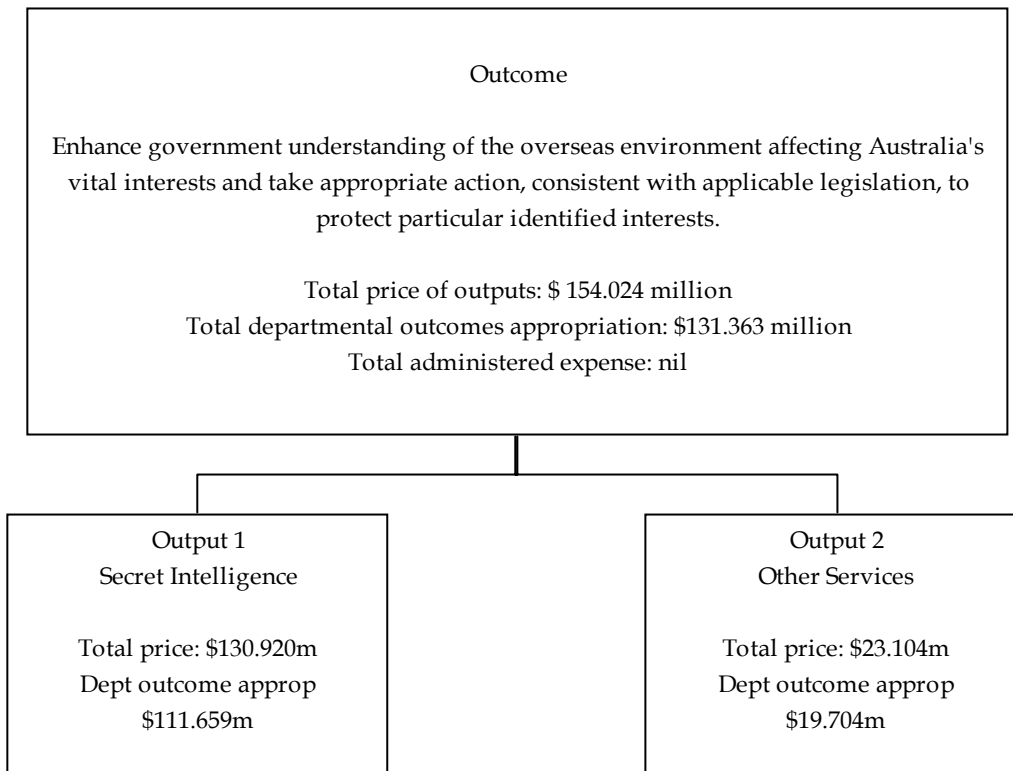 Outcome
Enhance government understanding of the overseas environment affecting Australia's
vital interests and take appropriate action, consistent with applicable legislation, to
protect particular identified interests.
Total price of outputs: $ 154.024 million
Total departmental outcomes appropriation: $131.363 million
Total administered expense: nil
Output 1
Secret Intelligence
Total price: $130.920m
Dept outcome approp
$111.659m
Output 2
Other Services
Total price: $23.104m
Dept outcome approp
$19.704m